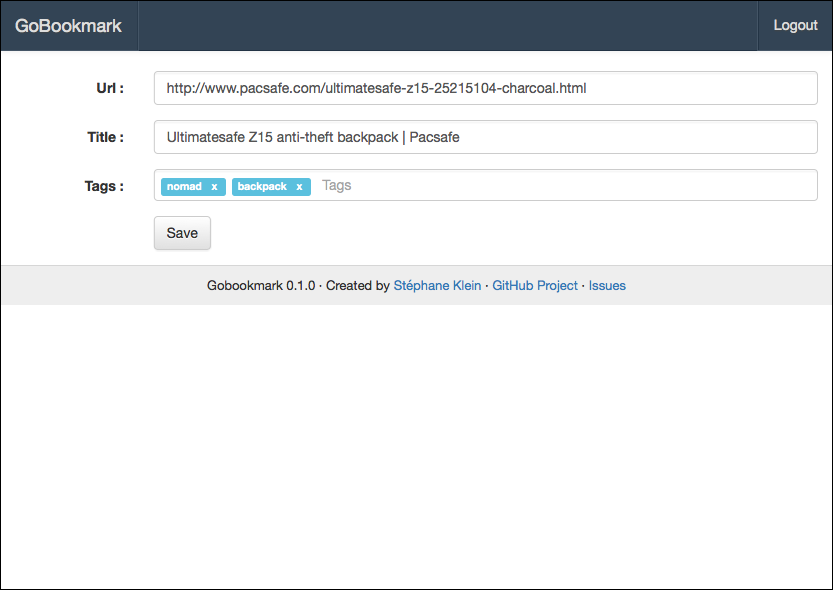 GoBookmark Logout
Url : http://www.pacsafe.com/ultimatesafe-z15-25215104-charcoal.html
Title : Ultimatesafe Z15 anti-theft backpack | Pacsafe
Tags : nomad x backpack x Tags
Save
Gobookmark 0.1.0 · Created by Stéphane Klein · GitHub Project · Issues